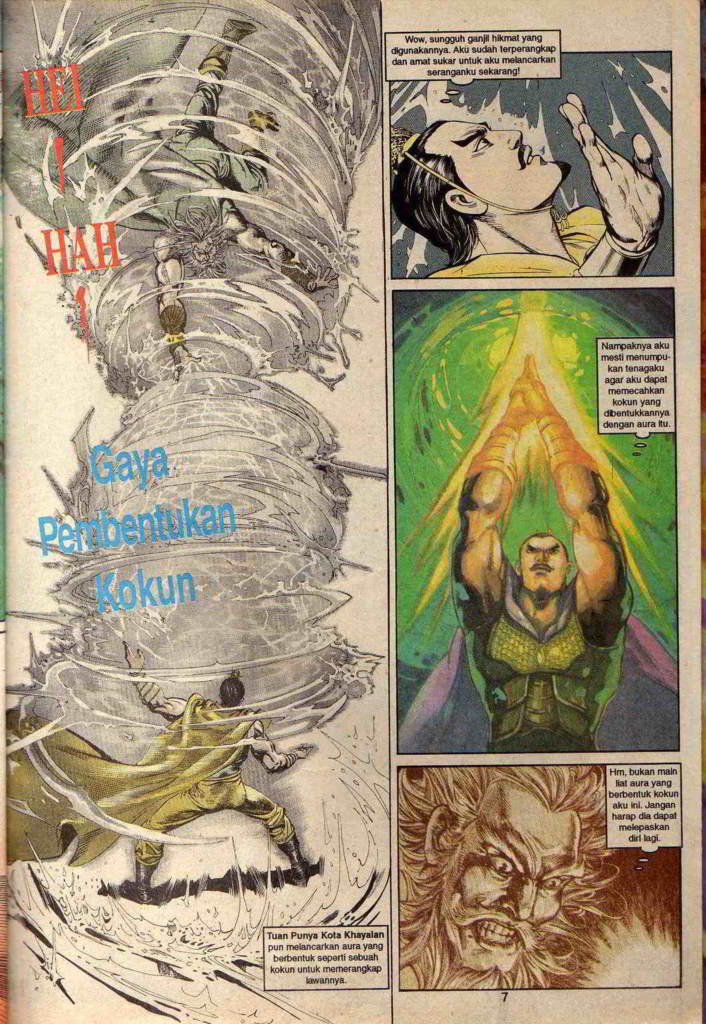 HEI
!
HAH
!
Gaya
Pembentukan
Kokun
Tuan Punya Kota Khayalan
pun melancarkan aura yang
berbentuk seperti sebuah
kokun untuk memerangkap
lawannya.
Wow, sungguh ganjil hikmat yang
digunakannya. Aku sudah terperangkap
dan amat sukar untuk aku melancarkan
seranganku sekarang!
Nampaknya aku
mesti menumpu-
kan tenagaku
agar aku dapat
memecahkan
kokun yang
dibentukkannya
dengan aura itu.
Hm, bukan main
liat aura yang
berbentuk kokun
aku ini. Jangan
harap dia dapat
melepaskan
diri lagi.
7